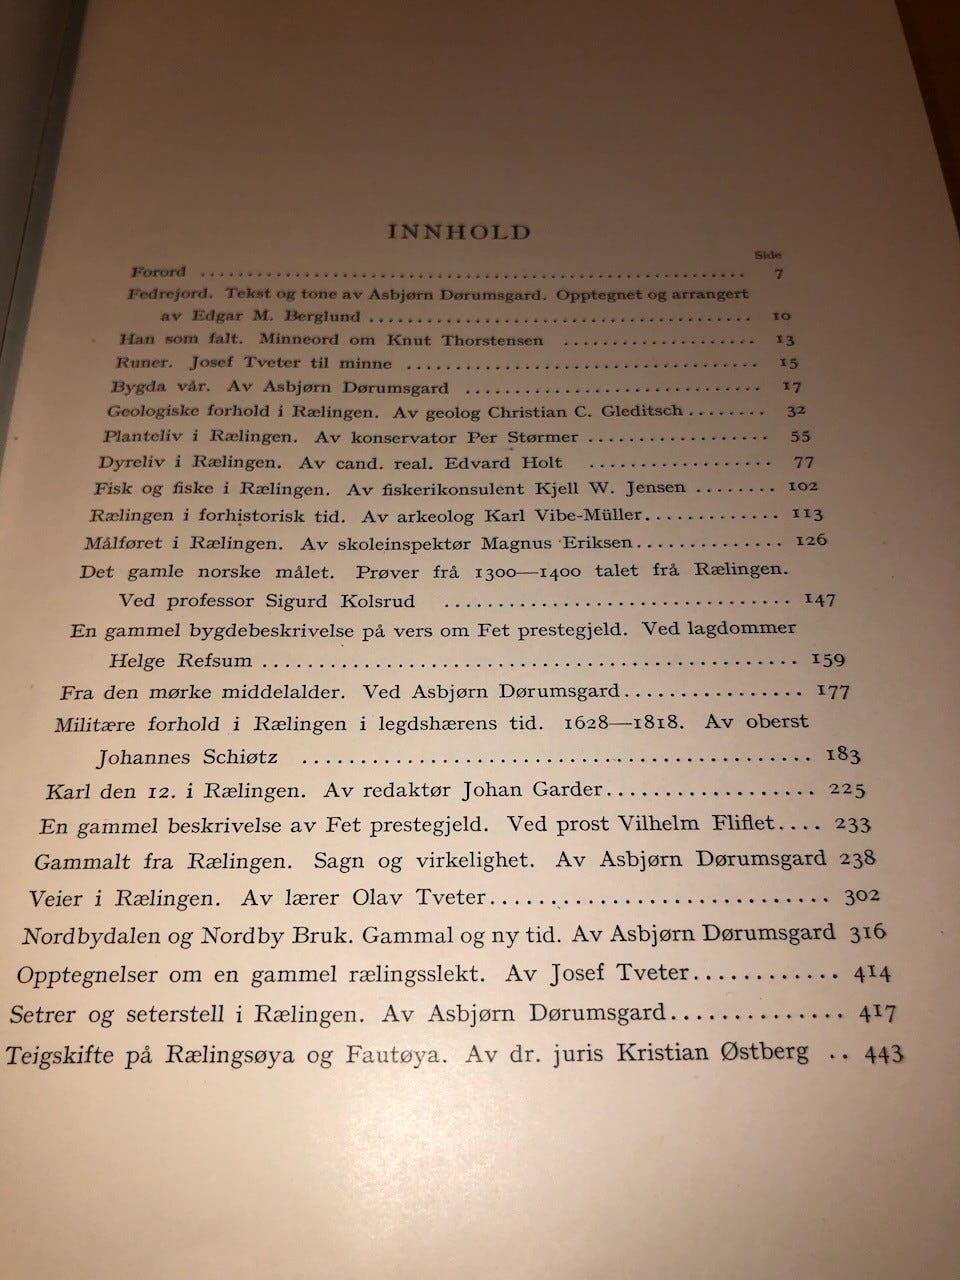 INNHOLD
Side
Forord ........................................................ 7
Fedrejord. Tekst og tone av Asbjørn Dørumsgard. Opptegnet og arrangert
av Edgar M. Berglund ........................................ 10
Han som falt. Minneord om Knut Thorstensen .................... 13
Runer. Josef Tveter til minne .................................... 15
Bygda vår. Av Asbjørn Dørumsgard .............................. 17
Geologiske forhold i Rælingen. Av geolog Christian C. Gleditsch ........ 32
Planteliv i Rælingen. Av konservator Per Størmer .................. 55
Dyreliv i Rælingen. Av cand. real. Edvard Holt .................. 77
Fisk og fiske i Rælingen. Av fiskerikonsulent Kjell W. Jensen ........ 102
Rælingen i forhistorisk tid. Av arkeolog Karl Vibe-Müller............. 113
Målføret i Rælingen. Av skoleinspektør Magnus Eriksen.............. 126
Det gamle norske målet. Prøver frå 1300—1400 talet frå Rælingen.
Ved professor Sigurd Kolsrud ................................ 147
En gammel bygdebeskrivelse på vers om Fet prestegjeld. Ved lagdommer
Helge Refsum ................................................ 159
Fra den mørke middelalder. Ved Asbjørn Dørumsgard................ 177
Militære forhold i Rælingen i legdshærens tid. 1628—1818. Av oberst
Johannes Schiøtz ............................................ 183
Karl den 12. i Rælingen. Av redaktør Johan Garder.................. 225
En gammel beskrivelse av Fet prestegjeld. Ved prost Vilhelm Fliflet.... 233
Gammalt fra Rælingen. Sagn og virkelighet. Av Asbjørn Dørumsgard 238
Veier i Rælingen. Av lærer Olav Tveter.............................. 302
Nordbydalen og Nordby Bruk. Gammal og ny tid. Av Asbjørn Dørumsgard 316
Opptegnelser om en gammel rælingsslekt. Av Josef Tveter............ 414
Setrer og seterstell i Rælingen. Av Asbjørn Dørumsgard.............. 417
Teigskifte på Rælingsøya og Fautøya. Av dr. juris Kristian Østberg .. 443